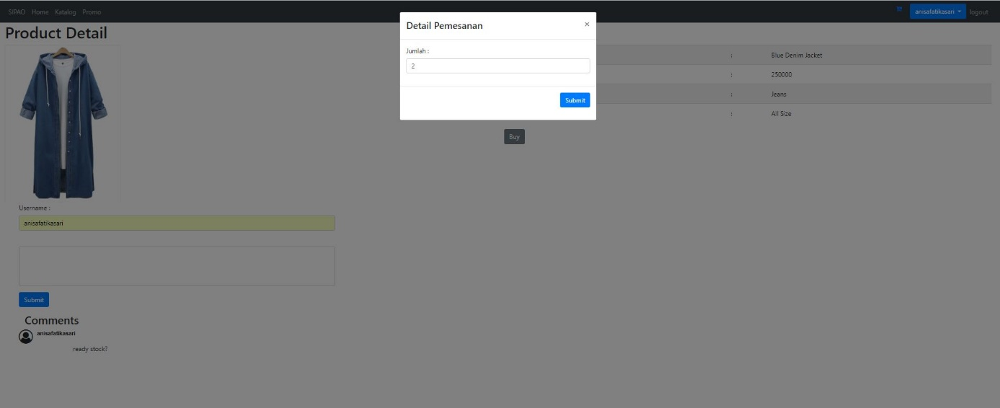 SIPAO Home Katalog Promo
anisafatikasari
logout
Product Detail
Detail Pemesanan
×
Jumlah :
2
Submit
: Blue Denim Jacket
: 250000
: Jeans
: All Size
Buy
Username :
anisafatikasari
Submit
Comments
anisafatikasari
ready stock?